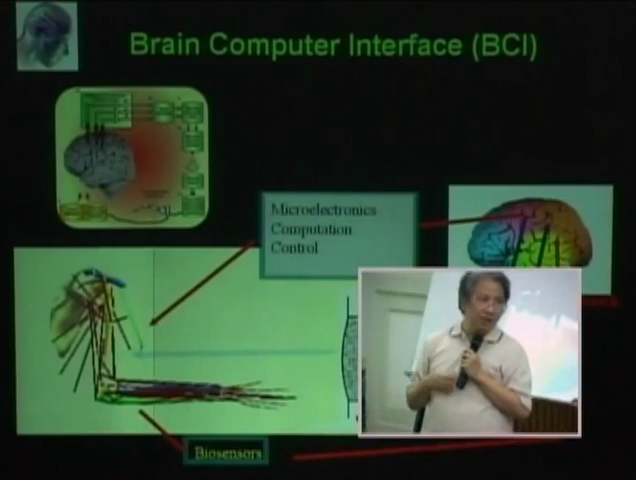 Brain Computer Interface (BCI)
Microelectronics
Computation
Control
Biosensors